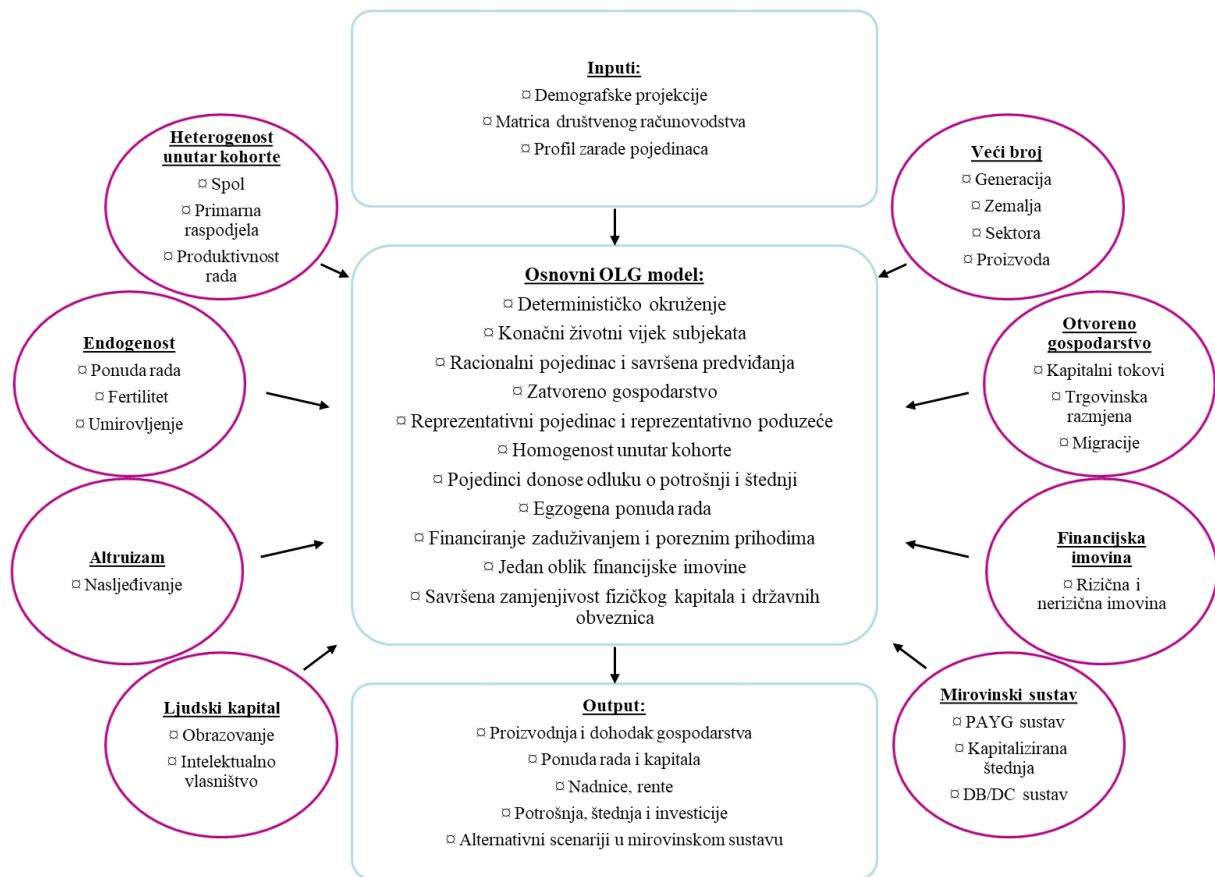 Inputi:
¤ Demografske projekcije
¤ Matrica društvenog računovodstva
¤ Profil zarade pojedinaca
Heterogenost
unutar kohorte
¤ Spol
¤ Primarna
raspodjela
¤ Produktivnost
rada
Veći broj
¤ Generacija
¤ Zemalja
¤ Sektora
¤ Proizvoda
Osnovni OLG model:
¤ Determinističko okruženje
¤ Konačni životni vijek subjekata
¤ Racionalni pojedinac i savršena predviđanja
¤ Zatvoreno gospodarstvo
¤ Reprezentativni pojedinac i reprezentativno poduzeće
¤ Homogenost unutar kohorte
¤ Pojedinci donose odluku o potrošnji i štednji
¤ Egzogena ponuda rada
¤ Financiranje zaduživanjem i poreznim prihodima
¤ Jedan oblik financijske imovine
¤ Savršena zamjenjivost fizičkog kapitala i državnih
obveznica
Endogenost
¤ Ponuda rada
¤ Fertilitet
¤ Umirovljenje
Otvoreno
gospodarstvo
¤ Kapitalni tokovi
¤ Trgovinska
razmjena
¤ Migracije
Altruizam
¤ Nasljeđivanje
Financijska
imovina
¤ Rizična i
nerizična imovina
Ljudski kapital
¤ Obrazovanje
¤ Intelektualno
vlasništvo
Mirovinski sustav
¤ PAYG sustav
¤ Kapitalizirana
štednja
¤ DB/DC sustav
Output:
¤ Proizvodnja i dohodak gospodarstva
¤ Ponuda rada i kapitala
¤ Nadnice, rente
¤ Potrošnja, štednja i investicije
¤ Alternativni scenariji u mirovinskom sustavu